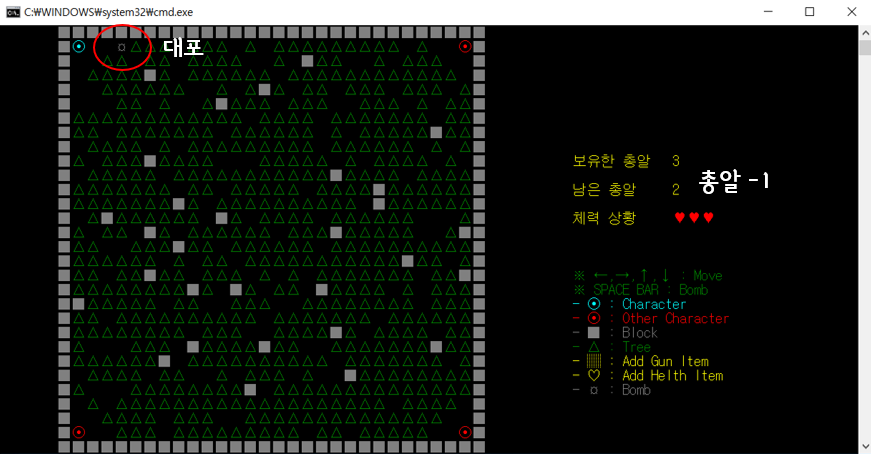 C:\WINDOWS\system32\cmd.exe
대포
보유한 총알 3
남은 총알 2
총알 -1
체력 상황 ♥♥♥
※ ←,→,↑,↓ : Move
※ SPACE BAR : Bomb
- ⊙ : Character
- ⊙ : Other Character
- ■ : Block
- △ : Tree
- ▥ : Add Gun Item
- ♡ : Add Helth Item
- ¤ : Bomb